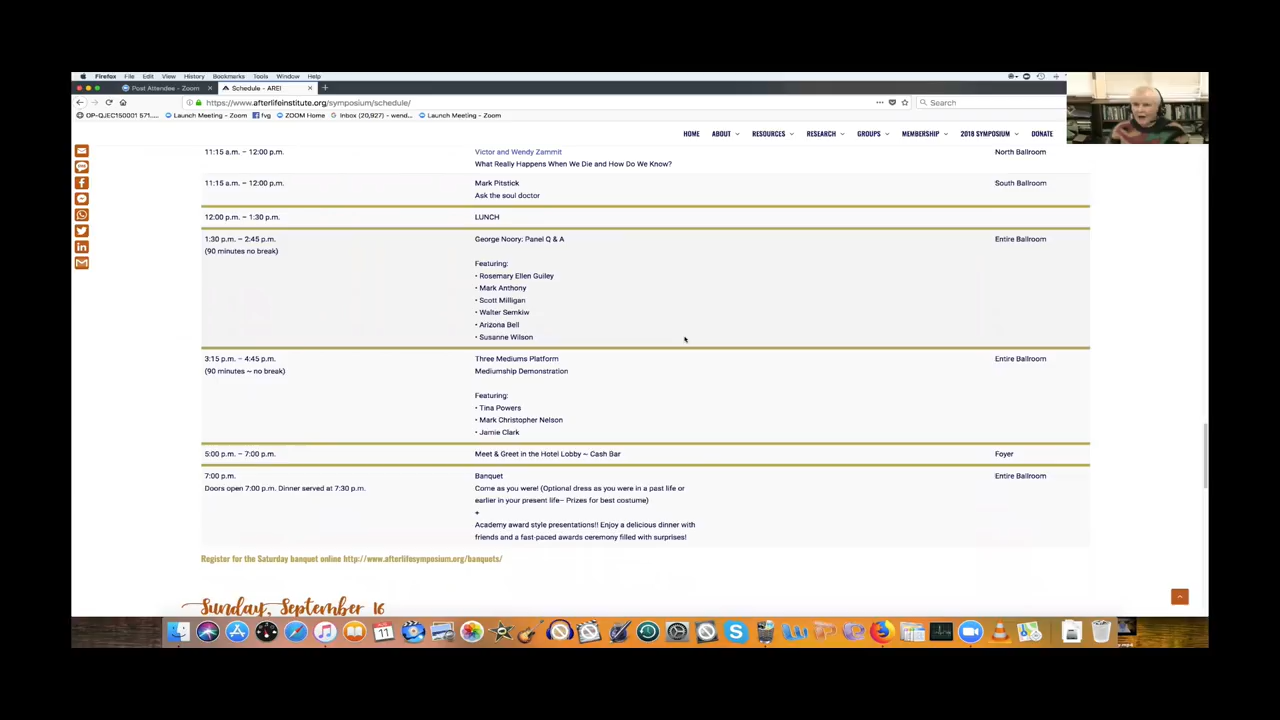 Firefox File Edit View History Bookmarks Tools Window Help
Post Attendee - Zoom
Schedule - AREI
https://www.afterlifeinstitute.org/symposium/schedule/
Search
OP-QJEC150001 571.... Launch Meeting - Zoom fvg ZOOM Home Inbox (20,927) - wend... Launch Meeting - Zoom
HOME ABOUT RESOURCES RESEARCH GROUPS MEMBERSHIP 2018 SYMPOSIUM DONATE
11:15 a.m. – 12:00 p.m. Victor and Wendy Zammit North Ballroom
What Really Happens When We Die and How Do We Know?
11:15 a.m. – 12:00 p.m. Mark Pitstick South Ballroom
Ask the soul doctor
12:00 p.m. – 1:30 p.m. LUNCH
1:30 p.m. – 2:45 p.m. George Noory: Panel Q & A Entire Ballroom
(90 minutes no break)
Featuring:
• Rosemary Ellen Guiley
• Mark Anthony
• Scott Milligan
• Walter Semkiw
• Arizona Bell
• Susanne Wilson
3:15 p.m. – 4:45 p.m. Three Mediums Platform Entire Ballroom
(90 minutes ~ no break) Mediumship Demonstration
Featuring:
• Tina Powers
• Mark Christopher Nelson
• Jamie Clark
5:00 p.m. – 7:00 p.m. Meet & Greet in the Hotel Lobby ~ Cash Bar Foyer
7:00 p.m. Banquet Entire Ballroom
Doors open 7:00 p.m. Dinner served at 7:30 p.m. Come as you were! (Optional dress as you were in a past life or
earlier in your present life~ Prizes for best costume)
+
Academy award style presentations!! Enjoy a delicious dinner with
friends and a fast-paced awards ceremony filled with surprises!
Register for the Saturday banquet online http://www.afterlifesymposium.org/banquets/
Sunday, September 16
11